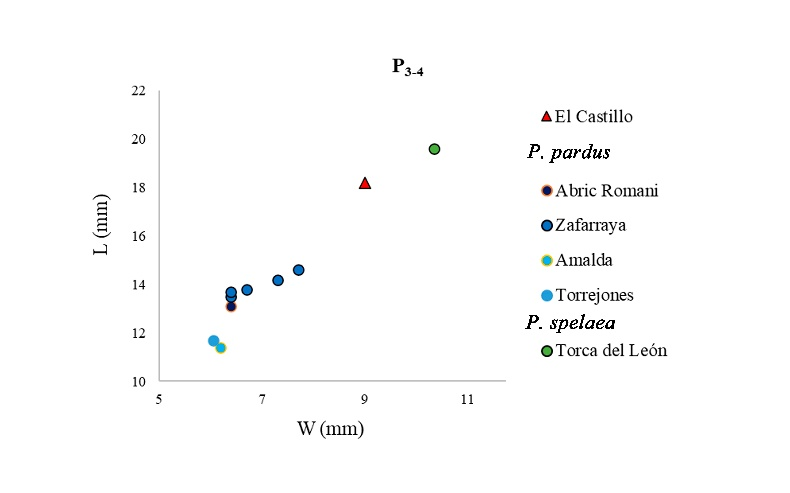 P3-4
22
20
18
16
14
12
10
L (mm)
5
7
9
11
W (mm)
El Castillo
P. pardus
Abric Romani
Zafarraya
Amalda
Torrejones
P. spelaea
Torca del León